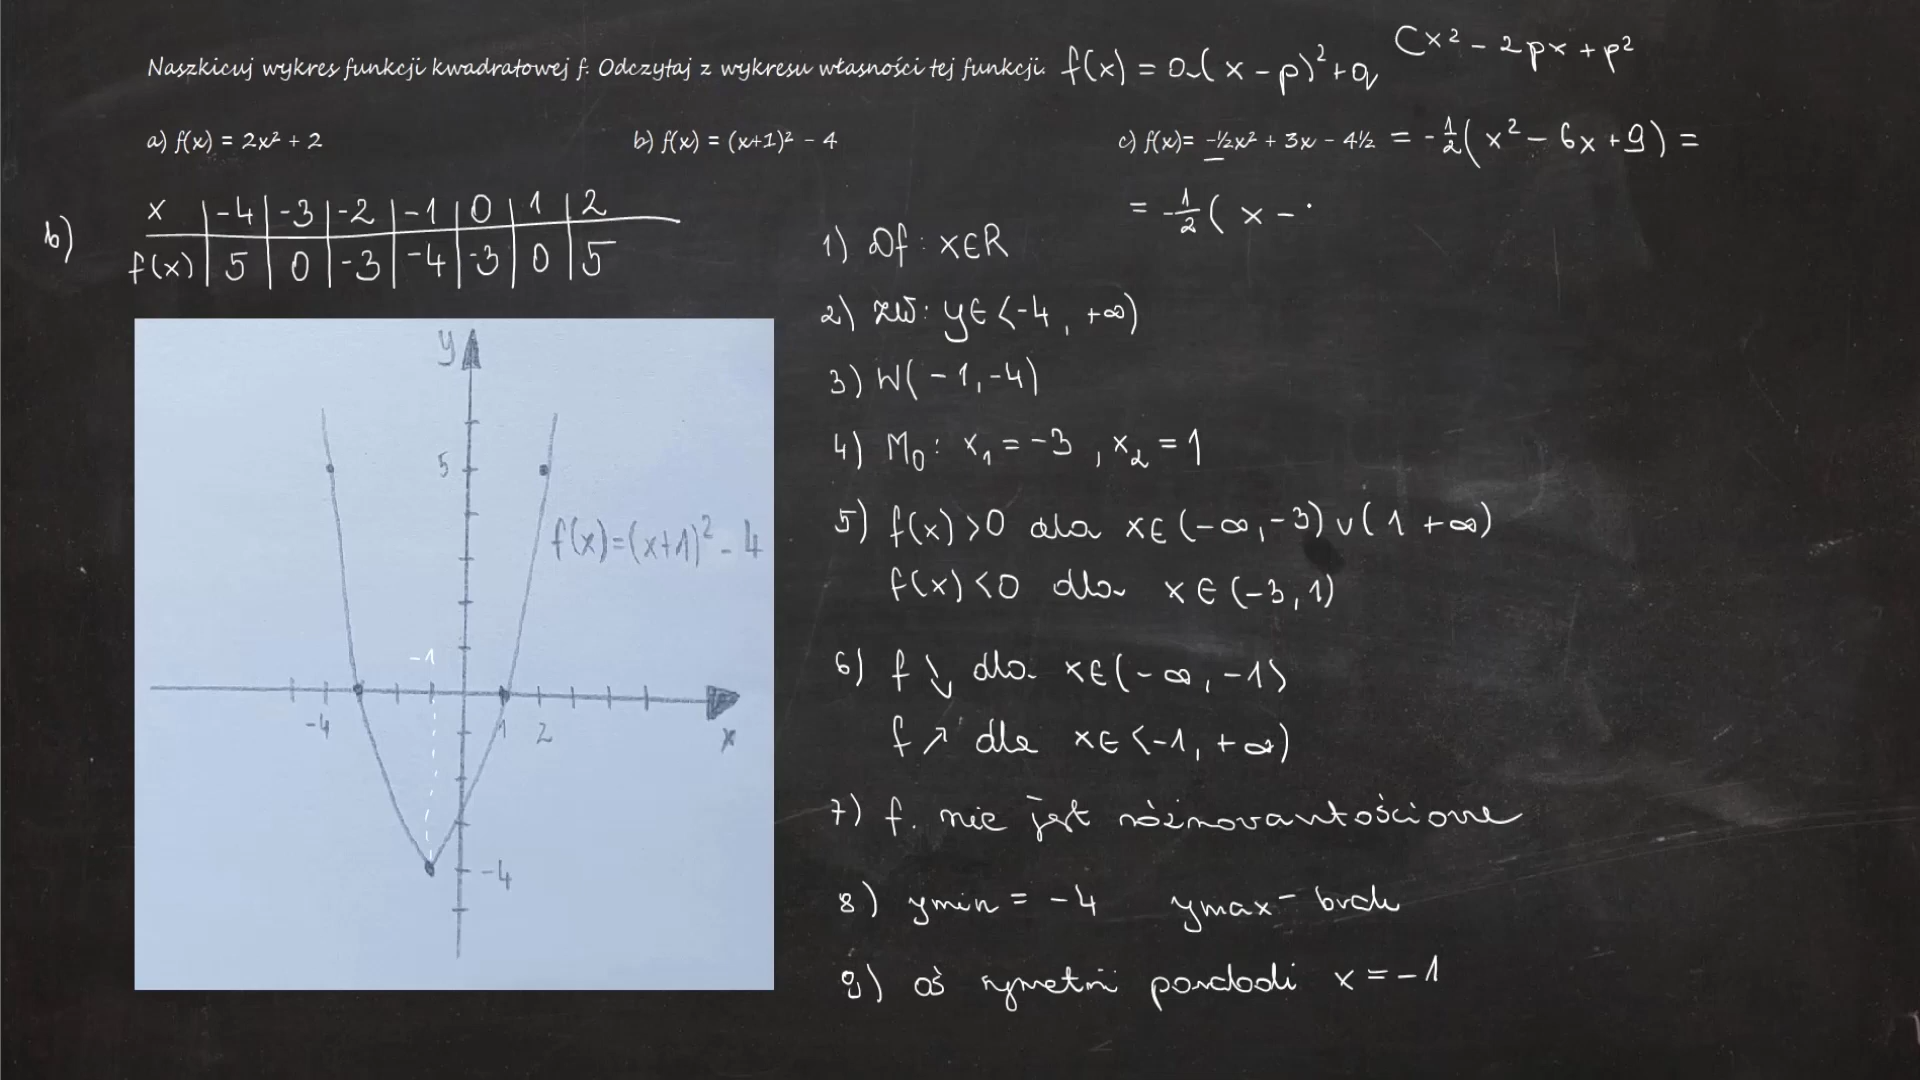 Naszkicuj wykres funkcji kwadratowej f. Odczytaj z wykresu własności tej funkcji. f(x) = a(x - p)² + q
(x² - 2px + p²
a) f(x) = 2x² + 2
b) f(x) = (x+1)² - 4
c) f(x)= -½x² + 3x - 4½ = -½(x² - 6x + 9) =
= -½( x - ·
b)
x | -4 | -3 | -2 | -1 | 0 | 1 | 2
f(x) | 5 | 0 | -3 | -4 | -3 | 0 | 5
y
5
f(x)=(x+1)² - 4
-1
-4 1 2 x
-4
1) Df: x∈R
2) ZW: y∈<-4, +∞)
3) W(-1,-4)
4) M₀: x₁ = -3, x₂ = 1
5) f(x)>0 dla x∈(-∞,-3)∪(1 +∞)
f(x)<0 dla x∈(-3,1)
6) f ↘ dla x∈(-∞,-1>
f ↗ dla x∈<-1, +∞)
7) f. nie jest różnowartościowa
8) ymin = -4 ymax - brak
9) oś symetrii paraboli x = -1